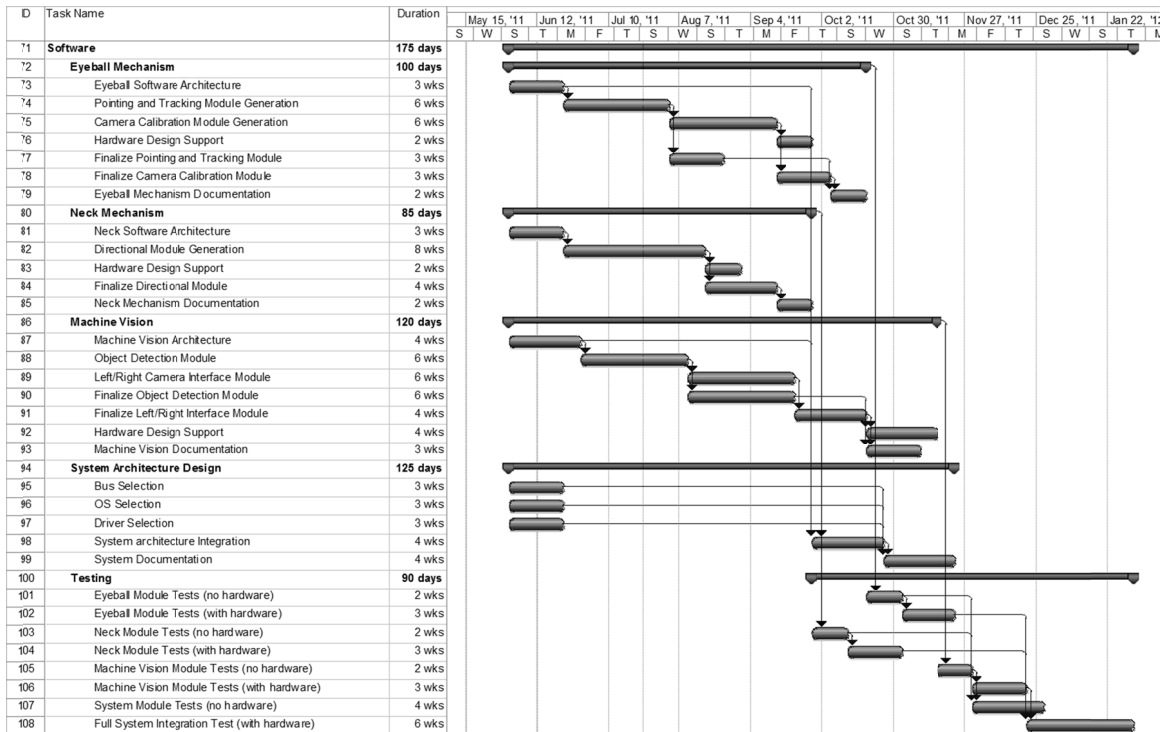 ID Task Name Duration May 15, '11 Jun 12, '11 Jul 10, '11 Aug 7, '11 Sep 4, '11 Oct 2, '11 Oct 30, '11 Nov 27, '11 Dec 25, '11 Jan 22, '12
S W S T M F T S W S T M F T S W S T M F T S W S T M
71 Software 175 days
72 Eyeball Mechanism 100 days
73 Eyeball Software Architecture 3 wks
74 Pointing and Tracking Module Generation 6 wks
75 Camera Calibration Module Generation 6 wks
76 Hardware Design Support 2 wks
77 Finalize Pointing and Tracking Module 3 wks
78 Finalize Camera Calibration Module 3 wks
79 Eyeball Mechanism Documentation 2 wks
80 Neck Mechanism 85 days
81 Neck Software Architecture 3 wks
82 Directional Module Generation 8 wks
83 Hardware Design Support 2 wks
84 Finalize Directional Module 4 wks
85 Neck Mechanism Documentation 2 wks
86 Machine Vision 120 days
87 Machine Vision Architecture 4 wks
88 Object Detection Module 6 wks
89 Left/Right Camera Interface Module 6 wks
90 Finalize Object Detection Module 6 wks
91 Finalize Left/Right Interface Module 4 wks
92 Hardware Design Support 4 wks
93 Machine Vision Documentation 3 wks
94 System Architecture Design 125 days
95 Bus Selection 3 wks
96 OS Selection 3 wks
97 Driver Selection 3 wks
98 System architecture Integration 4 wks
99 System Documentation 4 wks
100 Testing 90 days
101 Eyeball Module Tests (no hardware) 2 wks
102 Eyeball Module Tests (with hardware) 3 wks
103 Neck Module Tests (no hardware) 2 wks
104 Neck Module Tests (with hardware) 3 wks
105 Machine Vision Module Tests (no hardware) 2 wks
106 Machine Vision Module Tests (with hardware) 3 wks
107 System Module Tests (no hardware) 4 wks
108 Full System Integration Test (with hardware) 6 wks